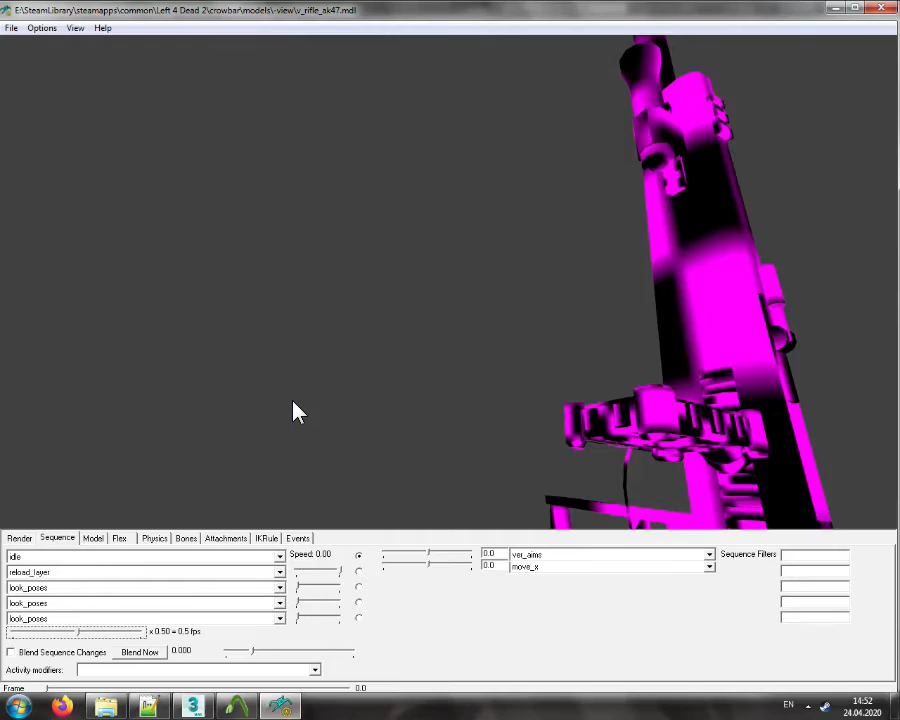 E:\SteamLibrary\steamapps\common\Left 4 Dead 2\crowbar\models\-view\v_rifle_ak47.mdl
File Options View Help
Render Sequence Model Flex Physics Bones Attachments IKRule Events
idle Speed: 0.00 0.0 ver_aims Sequence Filters
reload_layer 0.0 move_x
look_poses
look_poses
look_poses
x 0.50 = 0.5 fps
Blend Sequence Changes Blend Now 0.000
Activity modifiers:
Frame 0.0
EN 14:52
24.04.2020